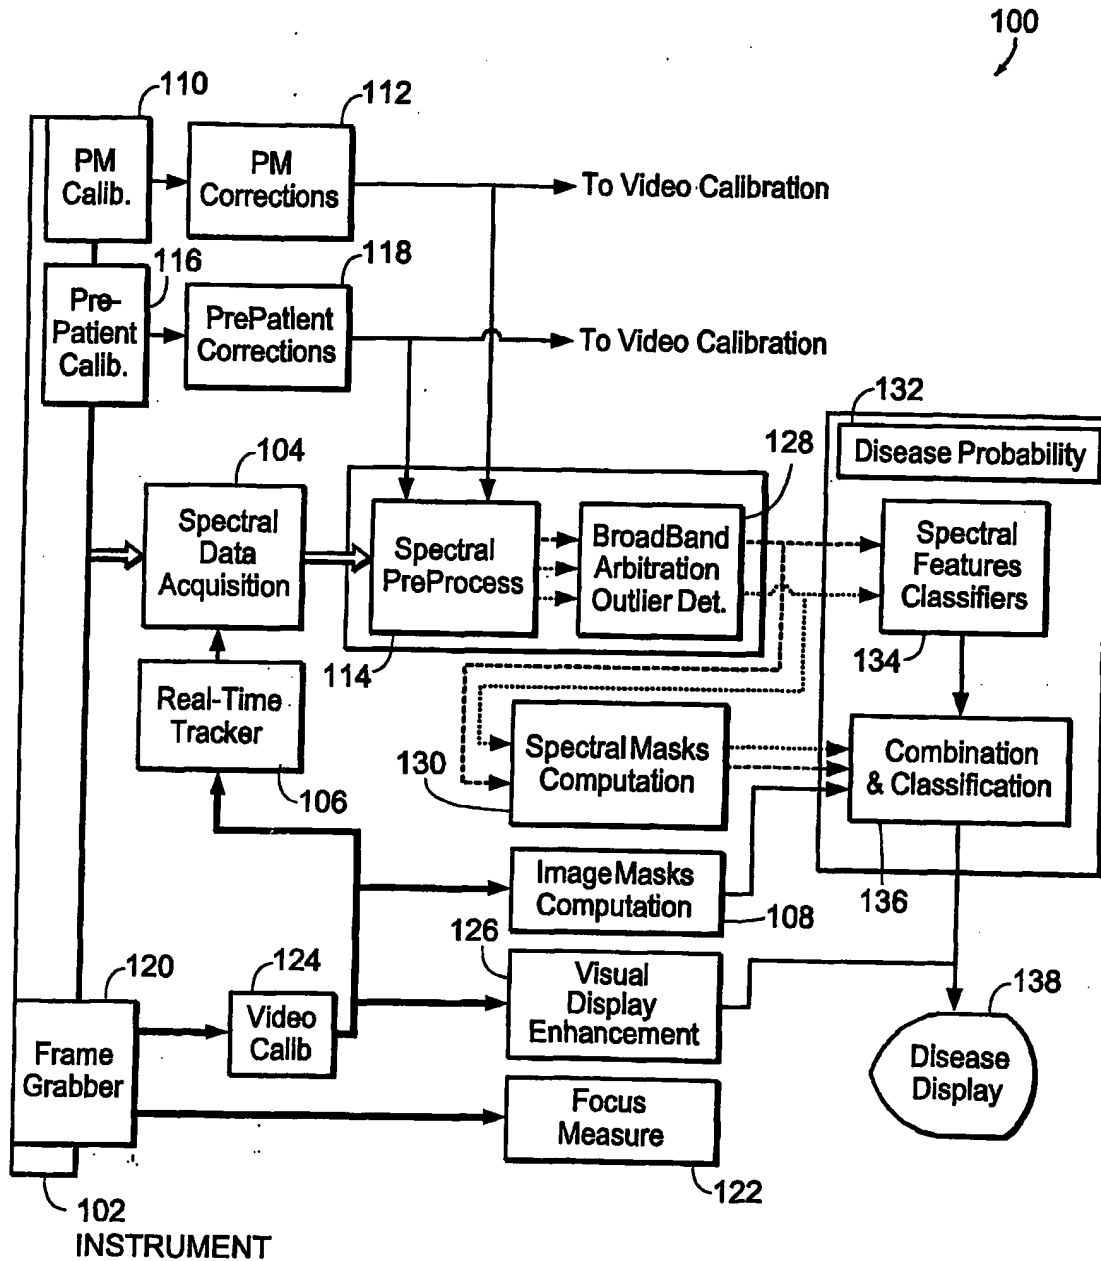 100
110
112
PM
Calib.
PM
Corrections
To Video Calibration
116
118
Pre-
Patient
Calib.
PrePatient
Corrections
To Video Calibration
132
Disease Probability
104
128
Spectral
Data
Acquisition
Spectral
PreProcess
BroadBand
Arbitration
Outlier Det.
Spectral
Features
Classifiers
114
134
Real-Time
Tracker
106
Spectral Masks
Computation
130
Combination
& Classification
136
Image Masks
Computation
108
126
120
124
Visual
Display
Enhancement
138
Frame
Grabber
Video
Calib
Disease
Display
Focus
Measure
122
102
INSTRUMENT